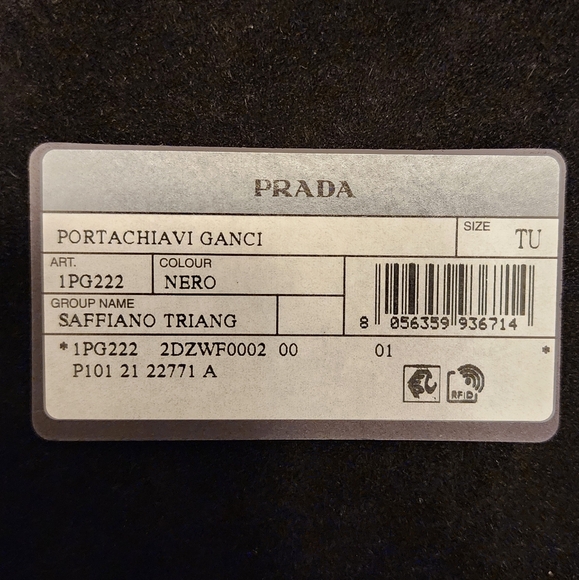 PRADA
PORTACHIAVI GANCI
SIZE
TU
ART.
1PG222
COLOUR
NERO
GROUP NAME
SAFFIANO TRIANG
8 056359 936714
*1PG222 2DZWF0002 00 01 *
P101 21 22771 A
RFID